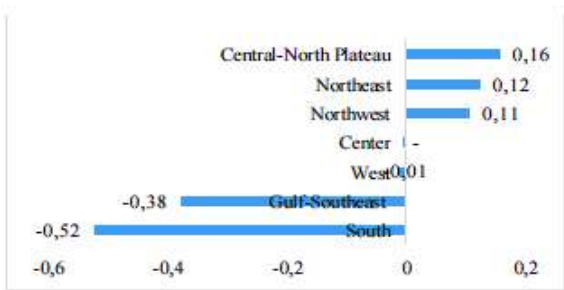 Central-North Plateau 0,16
Northeast 0,12
Northwest 0,11
Center -
West 0,01
-0,38 Gulf-Southeast
-0,52 South
-0,6 -0,4 -0,2 0 0,2